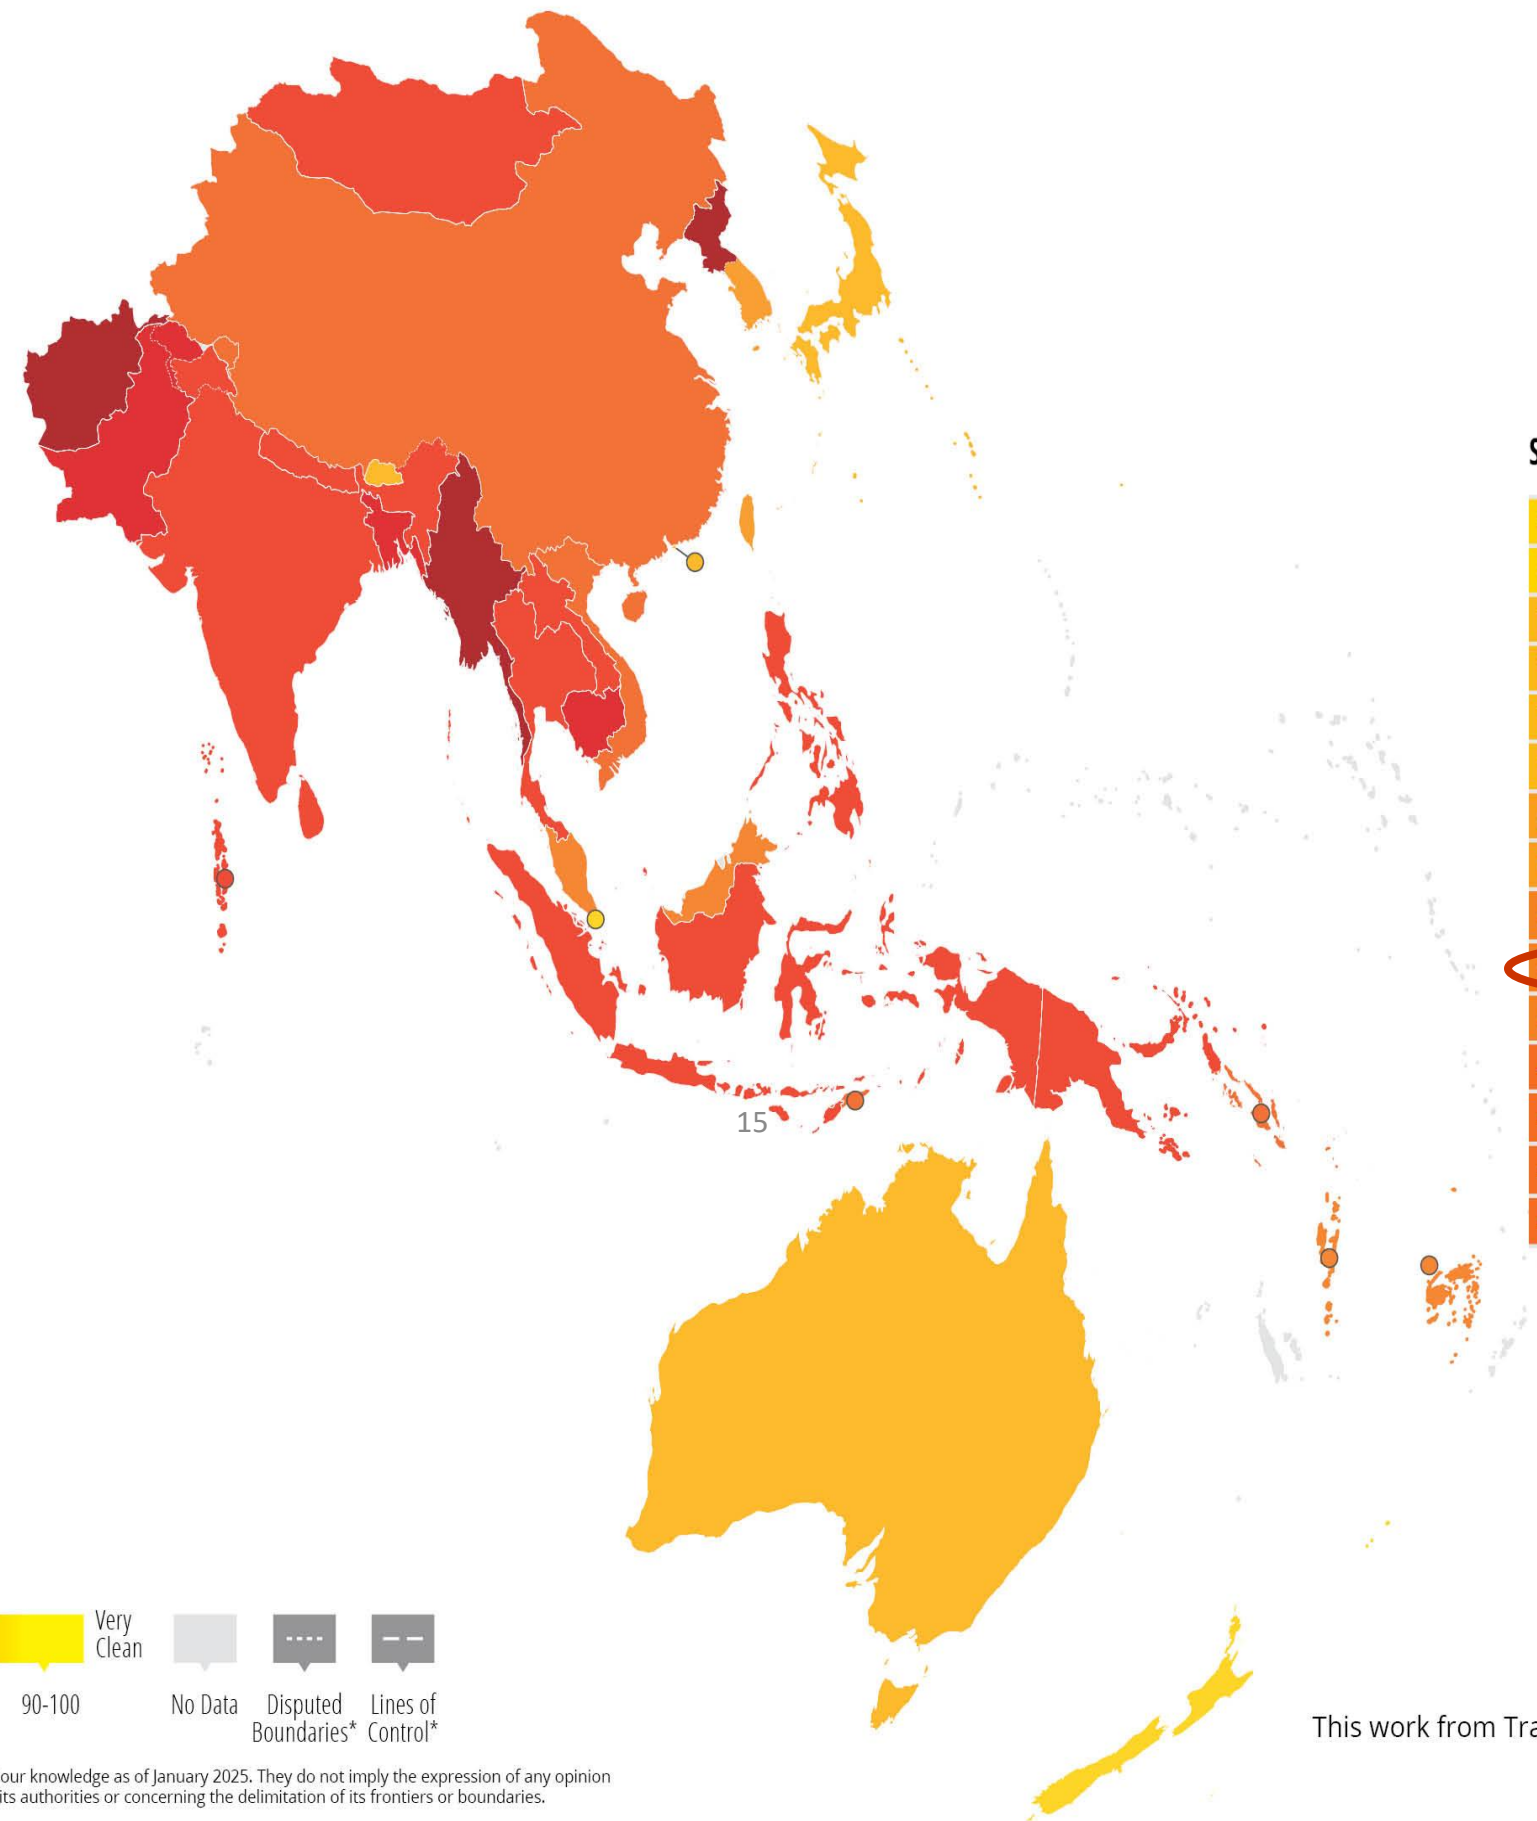 S
15
Very
Clean
90-100
No Data
Disputed
Boundaries*
Lines of
Control*
This work from Tra
our knowledge as of January 2025. They do not imply the expression of any opinion
its authorities or concerning the delimitation of its frontiers or boundaries.